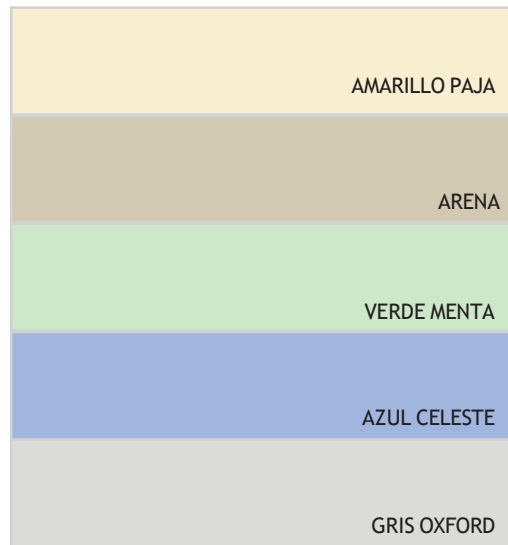 AMARILLO PAJA
ARENA
VERDE MENTA
AZUL CELESTE
GRIS OXFORD